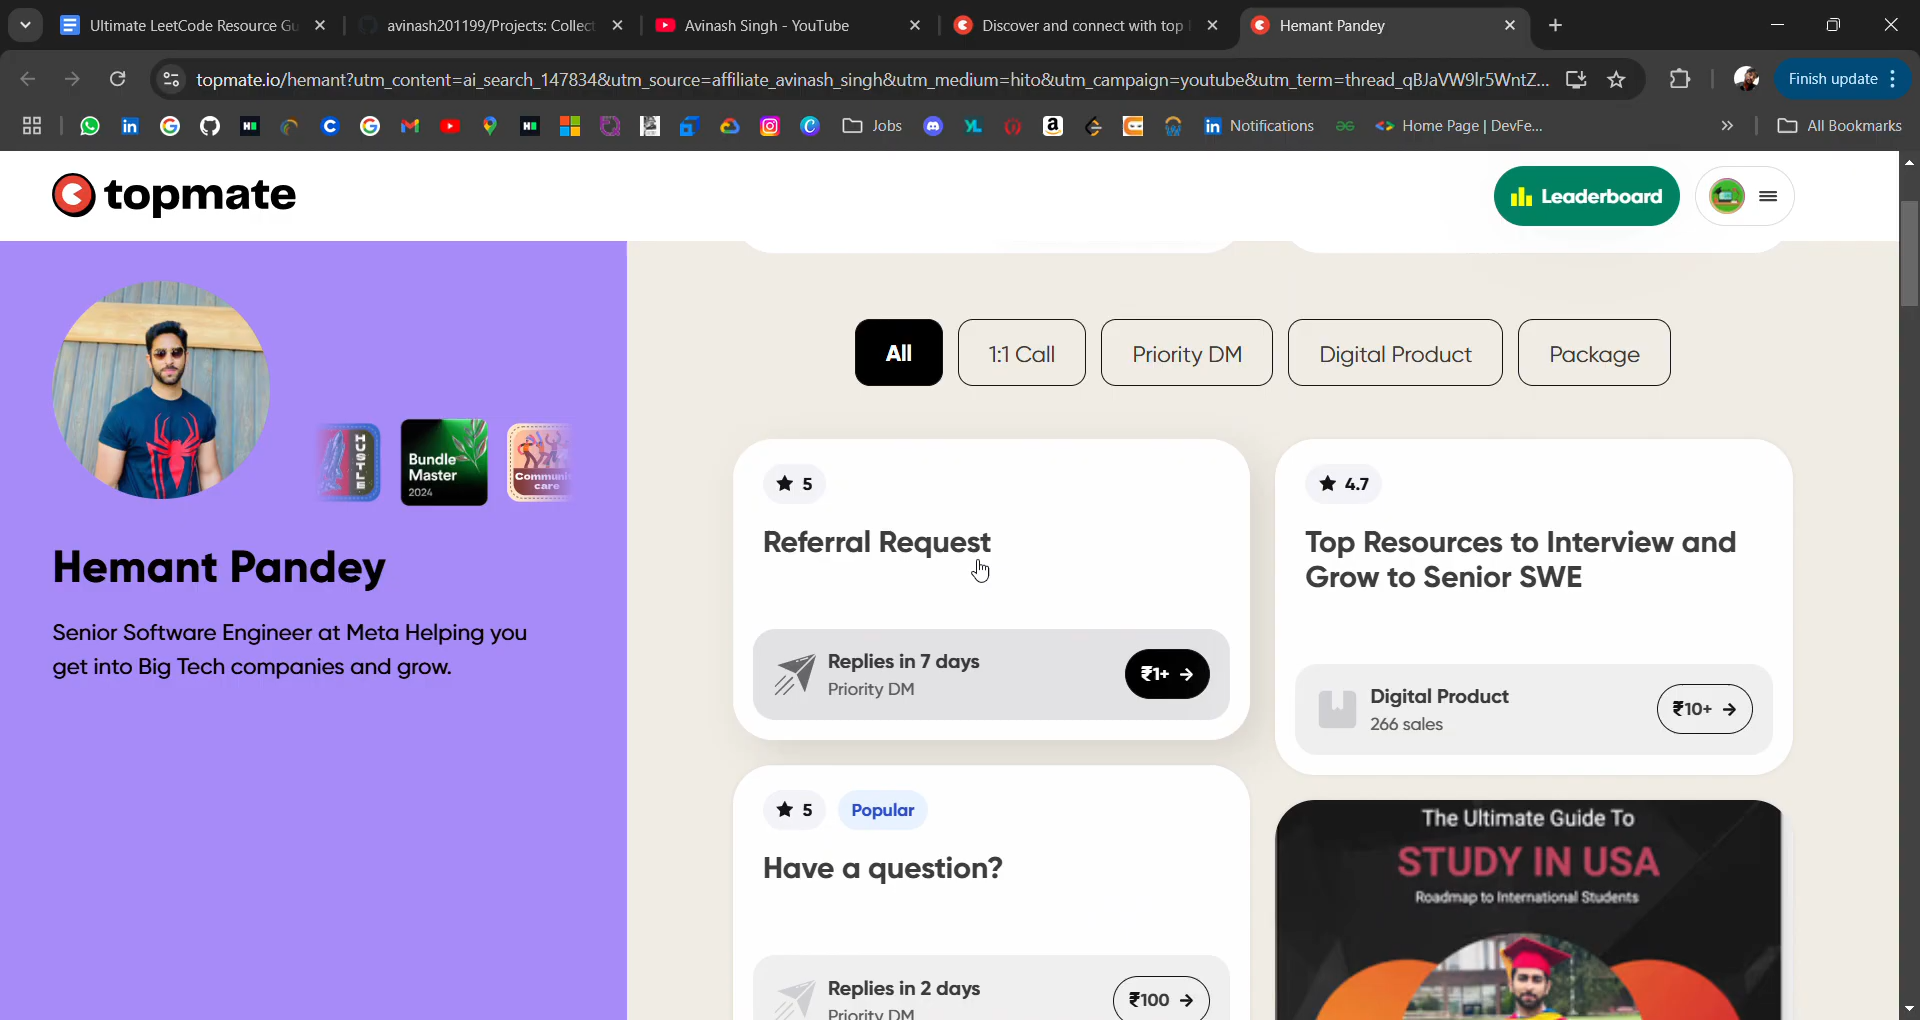 Ultimate LeetCode Resource Gu
avinash201199/Projects: Collect
Avinash Singh - YouTube
Discover and connect with top
Hemant Pandey
topmate.io/hemant?utm_content=ai_search_147834&utm_source=affiliate_avinash_singh&utm_medium=hito&utm_campaign=youtube&utm_term=thread_qBJaVW9lr5WntZ...
Finish update
Jobs
Notifications
Home Page | DevFe...
All Bookmarks
topmate
Leaderboard
HUSTLE
Bundle
Master
2024
Communi
care
Hemant Pandey
Senior Software Engineer at Meta Helping you
get into Big Tech companies and grow.
All
1:1 Call
Priority DM
Digital Product
Package
5
Referral Request
Replies in 7 days
Priority DM
₹1+
4.7
Top Resources to Interview and
Grow to Senior SWE
Digital Product
266 sales
₹10+
5
Popular
Have a question?
Replies in 2 days
Priority DM
₹100
The Ultimate Guide To
STUDY IN USA
Roadmap to International Students